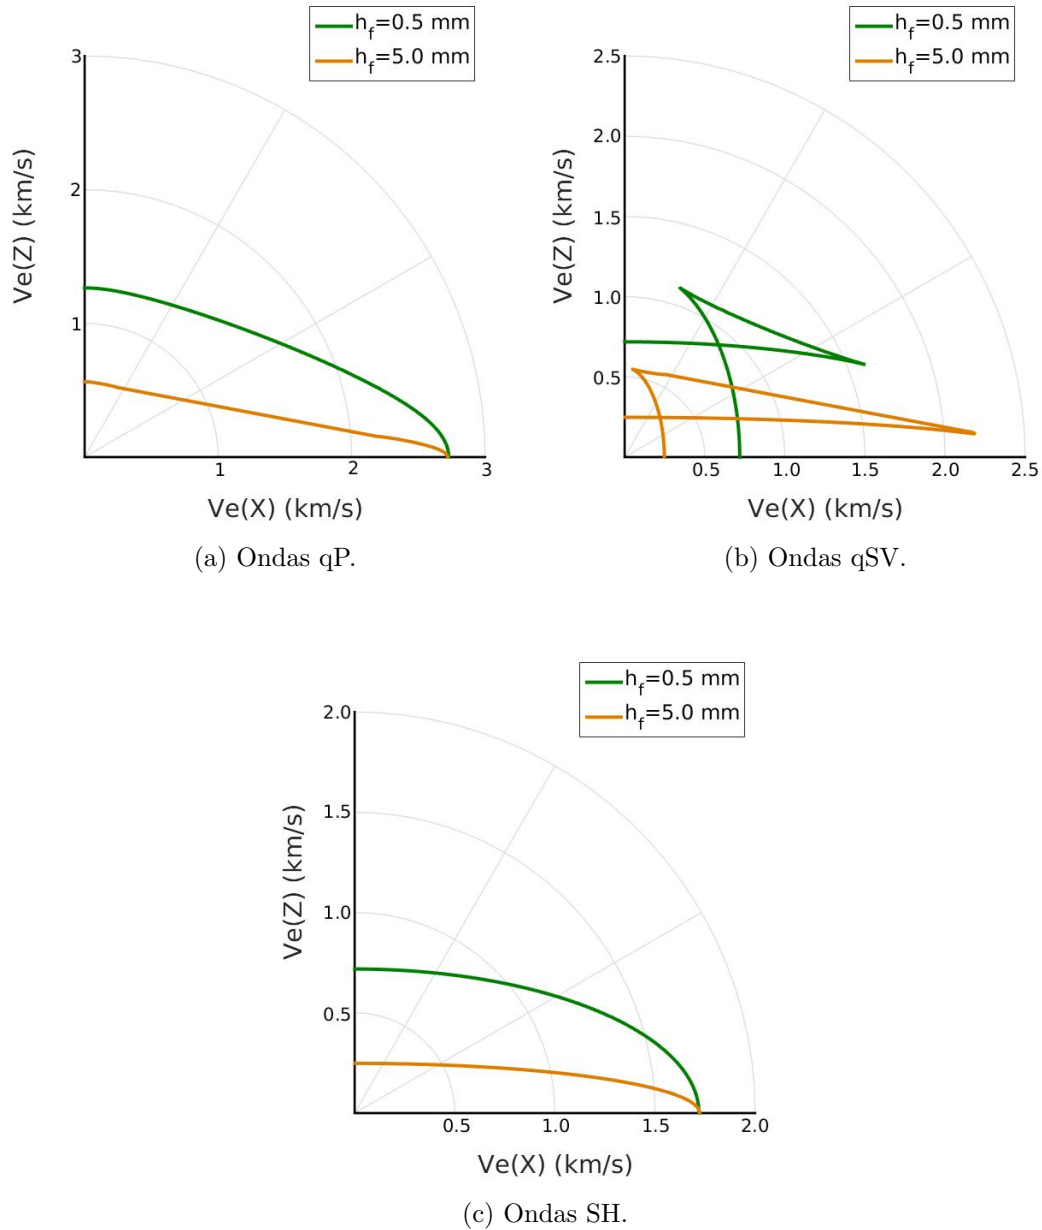 h_f=0.5 mm
h_f=5.0 mm
3
2
1
Ve(Z) (km/s)
1
2
3
Ve(X) (km/s)
(a) Ondas qP.
h_f=0.5 mm
h_f=5.0 mm
2.5
2.0
1.5
1.0
0.5
Ve(Z) (km/s)
0.5
1.0
1.5
2.0
2.5
Ve(X) (km/s)
(b) Ondas qSV.
h_f=0.5 mm
h_f=5.0 mm
2.0
1.5
1.0
0.5
Ve(Z) (km/s)
0.5
1.0
1.5
2.0
Ve(X) (km/s)
(c) Ondas SH.